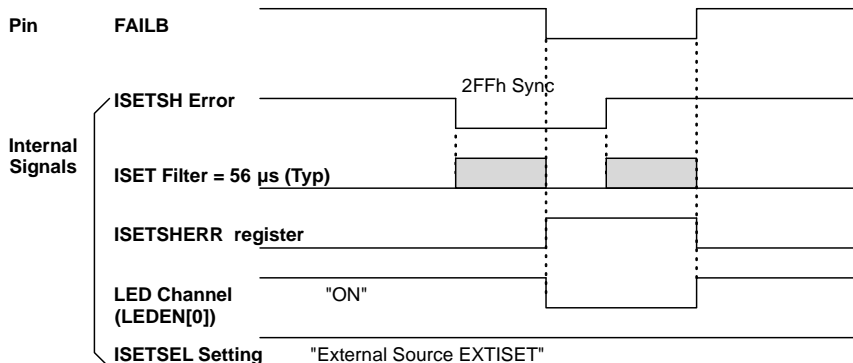 Pin FAILB
2FFh Sync
ISETSH Error
Internal
Signals
ISET Filter = 56 µs (Typ)
ISETSHERR register
LED Channel "ON"
(LEDEN[0])
ISETSEL Setting "External Source EXTISET"